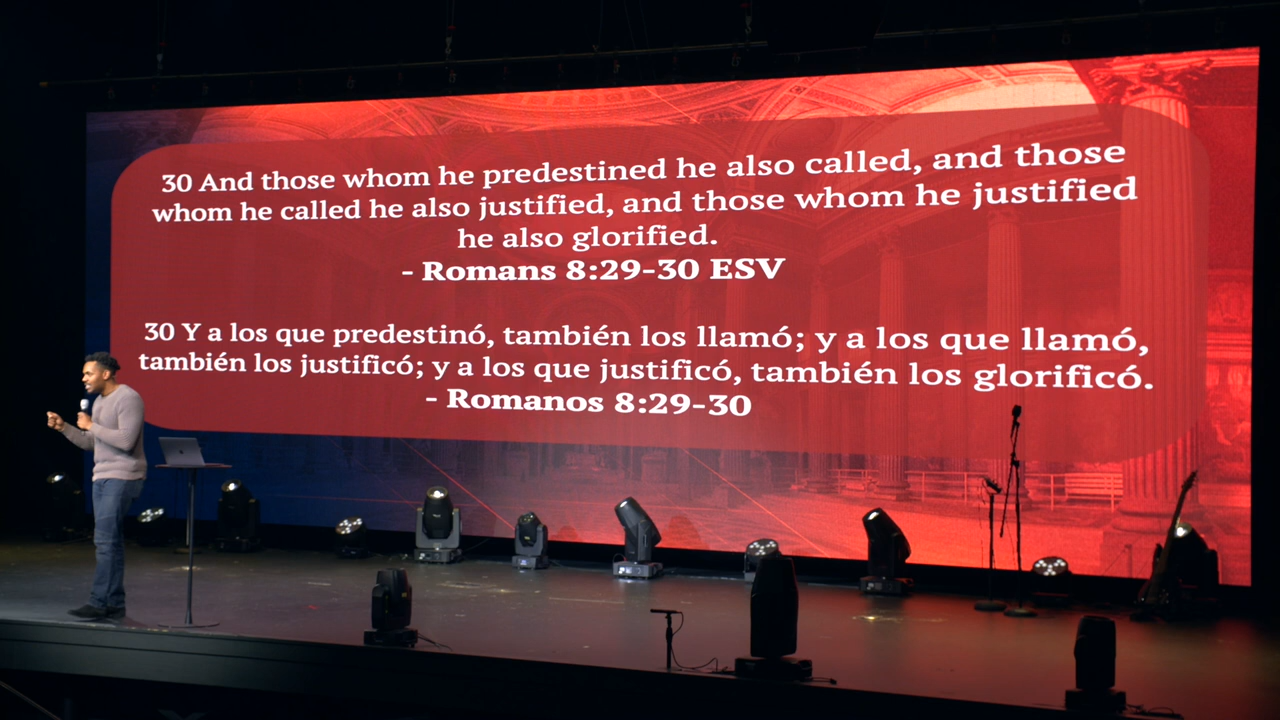 30 And those whom he predestined he also called, and those
whom he called he also justified, and those whom he justified
he also glorified.
- Romans 8:29-30 ESV
30 Y a los que predestinó, también los llamó; y a los que llamó,
también los justificó; y a los que justificó, también los glorificó.
- Romanos 8:29-30